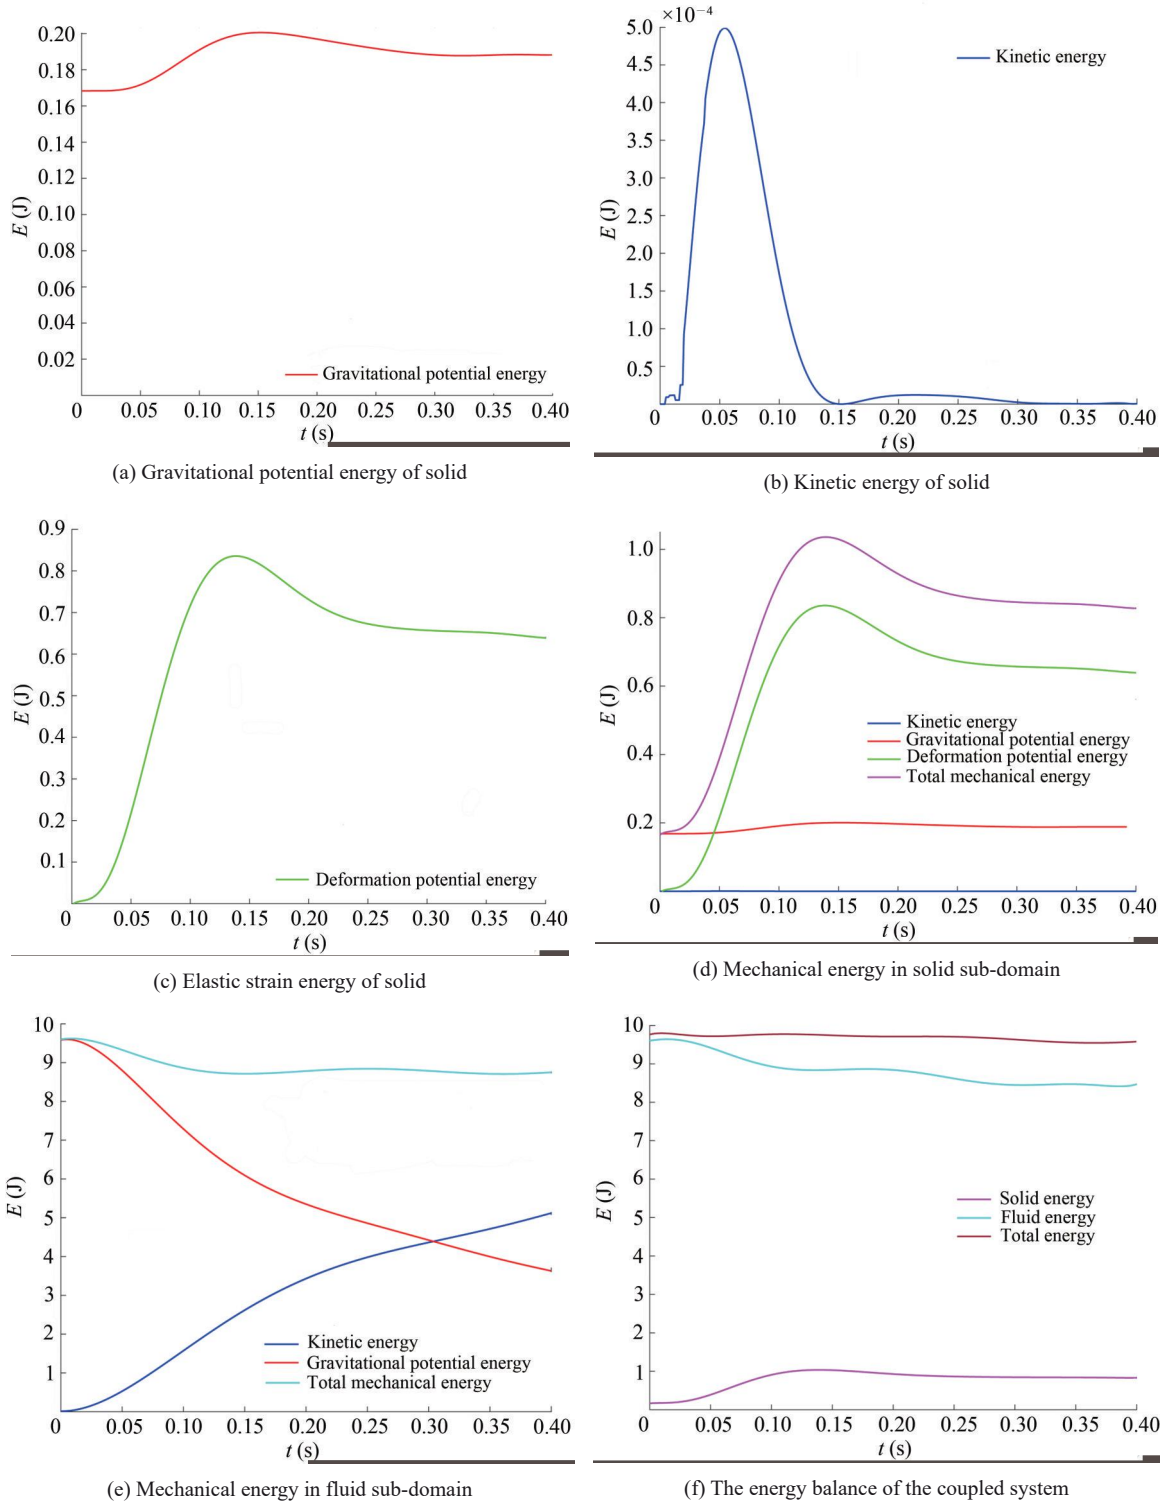 0.20
0.18
0.16
0.14
0.12
0.10
0.18
0.06
0.04
0.02
E (J)
Gravitational potential energy
0 0.05 0.10 0.15 0.20 0.25 0.30 0.35 0.40
t (s)
(a) Gravitational potential energy of solid
×10⁻⁴
5.0
4.5
4.0
3.5
3.0
2.5
2.0
1.5
1.0
0.5
E (J)
Kinetic energy
0 0.05 0.10 0.15 0.20 0.25 0.30 0.35 0.40
t (s)
(b) Kinetic energy of solid
0.9
0.8
0.7
0.6
0.5
0.4
0.3
0.2
0.1
E (J)
Deformation potential energy
0 0.05 0.10 0.15 0.20 0.25 0.30 0.35 0.40
t (s)
(c) Elastic strain energy of solid
1.0
0.8
0.6
0.4
0.2
E (J)
Kinetic energy
Gravitational potential energy
Deformation potential energy
Total mechanical energy
0 0.05 0.10 0.15 0.20 0.25 0.30 0.35 0.40
t (s)
(d) Mechanical energy in solid sub-domain
10
9
8
7
6
5
4
3
2
1
E (J)
Kinetic energy
Gravitational potential energy
Total mechanical energy
0 0.05 0.10 0.15 0.20 0.25 0.30 0.35 0.40
t (s)
(e) Mechanical energy in fluid sub-domain
10
9
8
7
6
5
4
3
2
1
E (J)
Solid energy
Fluid energy
Total energy
0 0.05 0.10 0.15 0.20 0.25 0.30 0.35 0.40
t (s)
(f) The energy balance of the coupled system